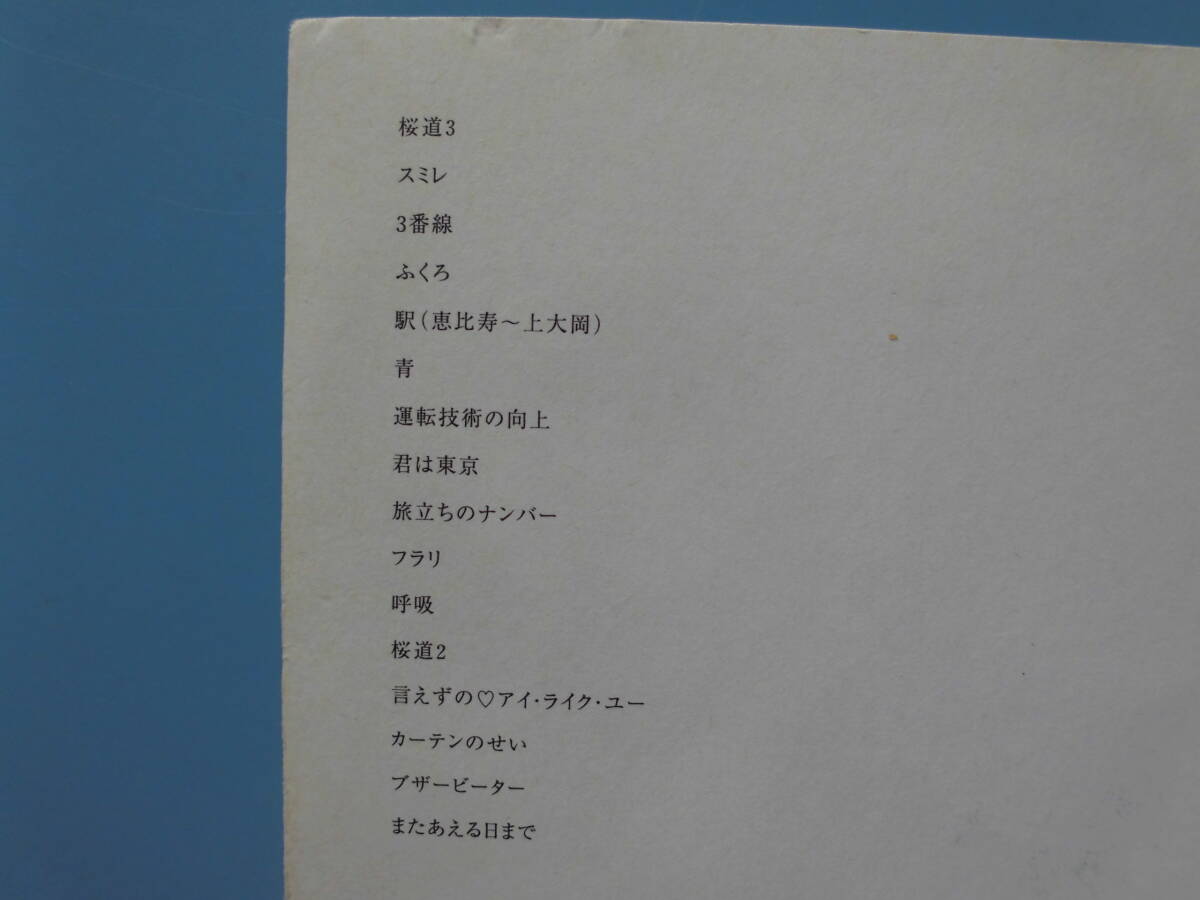 桜道3
スミレ
3番線
ふくろ
駅(恵比寿〜上大岡)
青
運転技術の向上
君は東京
旅立ちのナンバー
フラリ
呼吸
桜道2
言えずの♡アイ・ライク・ユー
カーテンのせい
ブザービーター
またあえる日まで